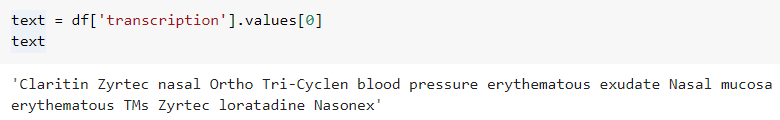 text = df['transcription'].values[0]
text
'Claritin Zyrtec nasal Ortho Tri-Cyclen blood pressure erythematous exudate Nasal mucosa
erythematous TMs Zyrtec loratadine Nasonex'